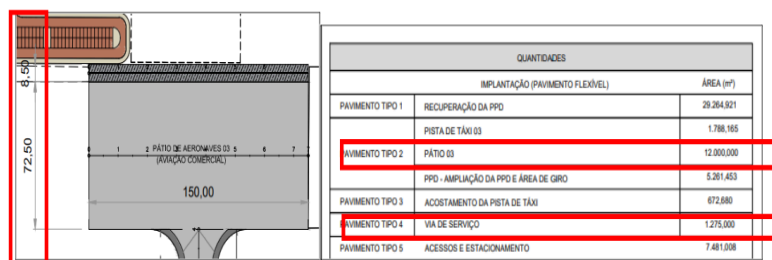 8,50
72,50
0 1 2 PÁTIO DE AERONAVES 03 5 6 7
(AVIAÇÃO COMERCIAL)
150,00
QUANTIDADES
IMPLANTAÇÃO (PAVIMENTO FLEXÍVEL) ÁREA (m²)
PAVIMENTO TIPO 1 RECUPERAÇÃO DA PPD 29.264,921
PISTA DE TÁXI 03 1.788,165
PAVIMENTO TIPO 2 PÁTIO 03 12.000,000
PPD - AMPLIAÇÃO DA PPD E ÁREA DE GIRO 5.261,453
PAVIMENTO TIPO 3 ACOSTAMENTO DA PISTA DE TÁXI 672,680
PAVIMENTO TIPO 4 VIA DE SERVIÇO 1.275,000
PAVIMENTO TIPO 5 ACESSOS E ESTACIONAMENTO 7.481,008